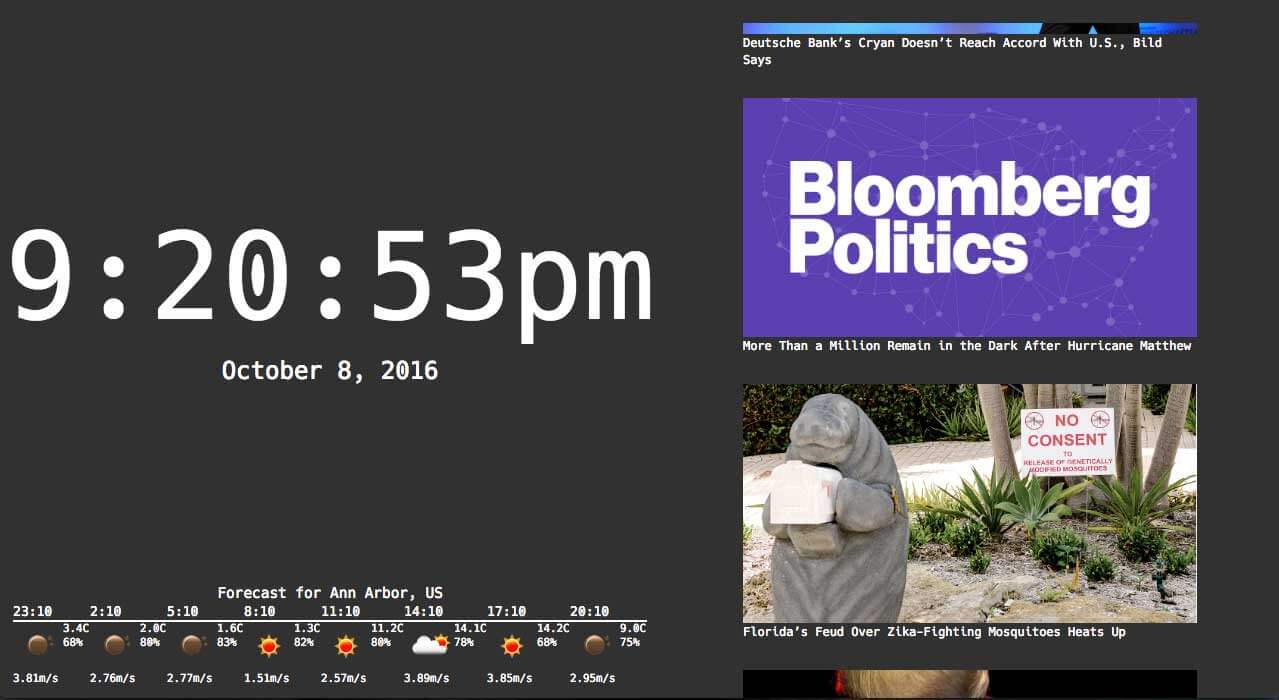 9:20:53pm
October 8, 2016
Forecast for Ann Arbor, US
23:10 2:10 5:10 8:10 11:10 14:10 17:10 20:10
3.4C 2.0C 1.6C 1.3C 11.2C 14.1C 14.2C 9.0C
68% 80% 83% 82% 80% 78% 68% 75%
3.81m/s 2.76m/s 2.77m/s 1.51m/s 2.57m/s 3.89m/s 3.85m/s 2.95m/s
Deutsche Bank’s Cryan Doesn’t Reach Accord With U.S., Bild
Says
Bloomberg
Politics
More Than a Million Remain in the Dark After Hurricane Matthew
NO
CONSENT
TO
RELEASE OF GENETICALLY
MODIFIED MOSQUITOES
Florida’s Feud Over Zika-Fighting Mosquitoes Heats Up